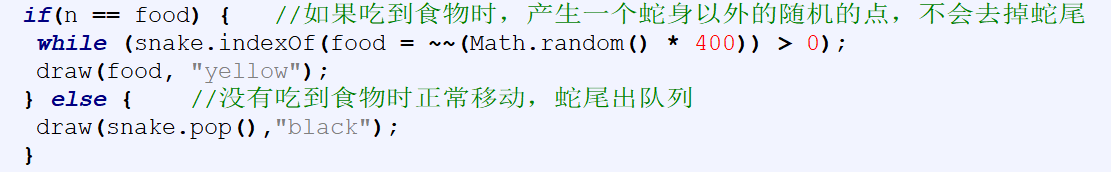 if(n == food) {   //如果吃到食物时，产生一个蛇身以外的随机的点，不会去掉蛇尾
 while (snake.indexOf(food = ~~(Math.random() * 400)) > 0);
 draw(food, "yellow");
} else {    //没有吃到食物时正常移动，蛇尾出队列
 draw(snake.pop(),"black");
}